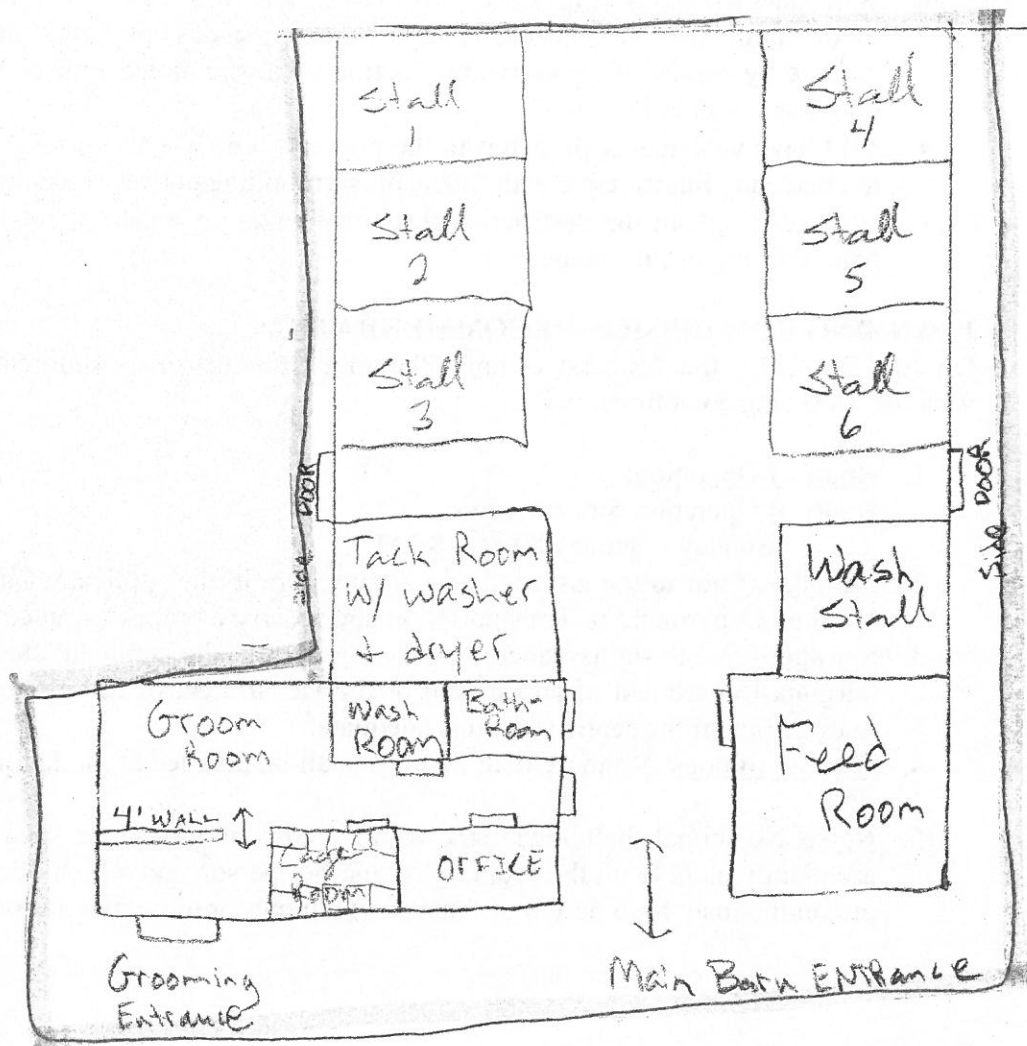 Stall
1
Stall
4
Stall
2
Stall
5
Stall
3
Stall
6
Side DOOR
Side DOOR
Tack Room
w/ washer
+ dryer
Wash
Stall
Groom
Room
Wash
Room
Bath-
Room
Feed
Room
4' WALL
Cage
Room
OFFICE
Grooming
Entrance
Main Barn ENTRANCE